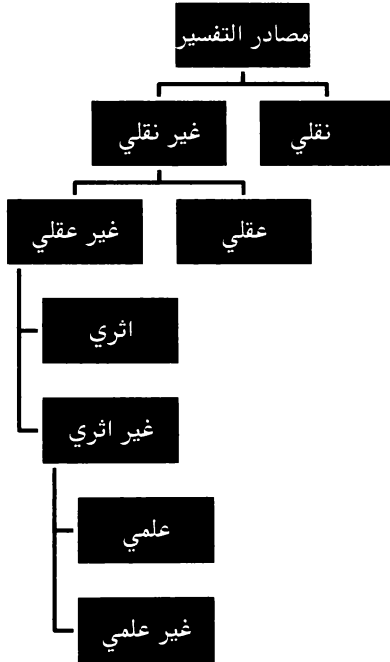 مصادر التفسير
نقلي
غير نقلي
عقلي
غير عقلي
اثري
غير اثري
علمي
غير علمي